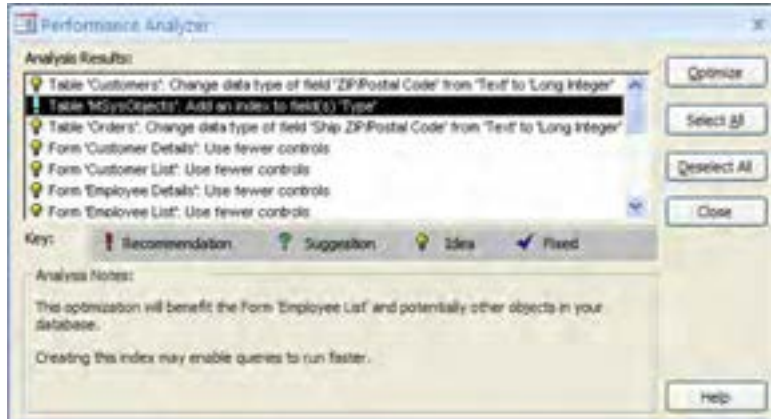 Performance Analyzer
Analysis Results:
Table 'Customers': Change data type of field 'ZIP/Postal Code' from 'Text' to 'Long Integer'
Table 'MSysObjects': Add an index to field(s) 'Type'
Table 'Orders': Change data type of field 'Ship ZIP/Postal Code' from 'Text' to 'Long Integer'
Form 'Customer Details': Use fewer controls
Form 'Customer List': Use fewer controls
Form 'Employee Details': Use fewer controls
Form 'Employee List': Use fewer controls
Optimize
Select All
Deselect All
Close
Key: Recommendation Suggestion Idea Fixed
Analysis Notes:
This optimization will benefit the Form 'Employee List' and potentially other objects in your
database.
Creating this index may enable queries to run faster.
Help